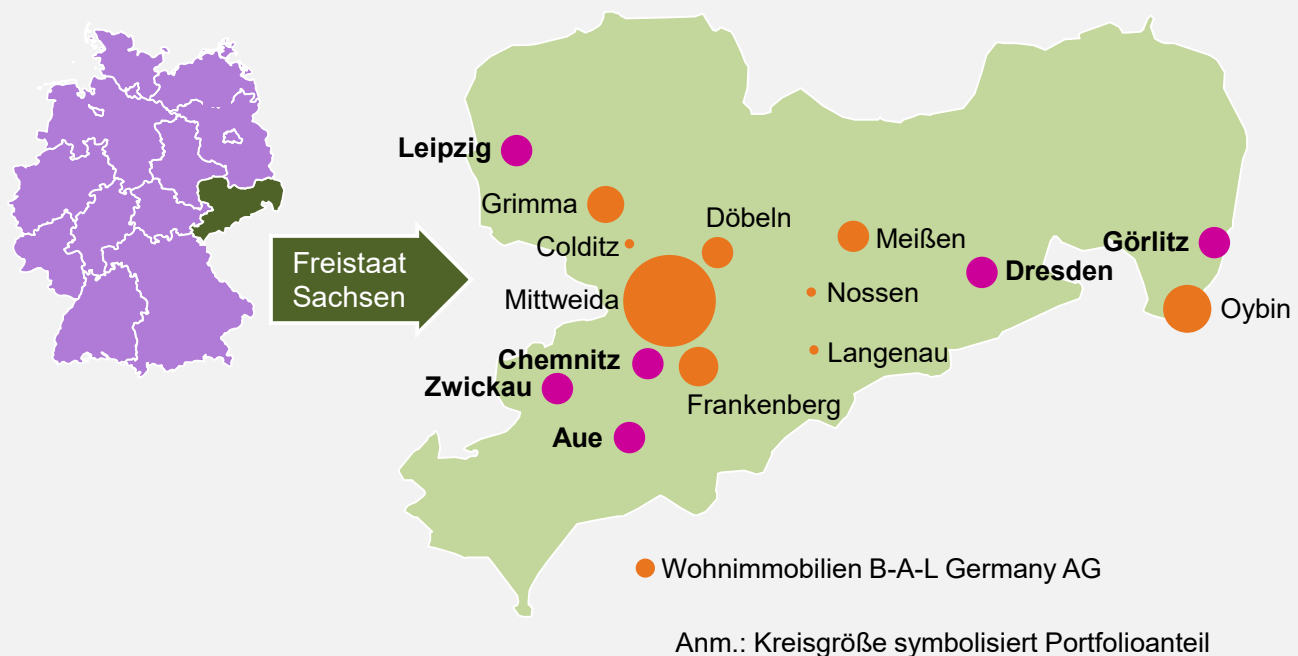 Leipzig
Grimma
Döbeln
Colditz
Meißen
Görlitz
Freistaat
Sachsen
Dresden
Mittweida
Nossen
Oybin
Chemnitz
Langenau
Zwickau
Frankenberg
Aue
Wohnimmobilien B-A-L Germany AG
Anm.: Kreisgröße symbolisiert Portfolioanteil